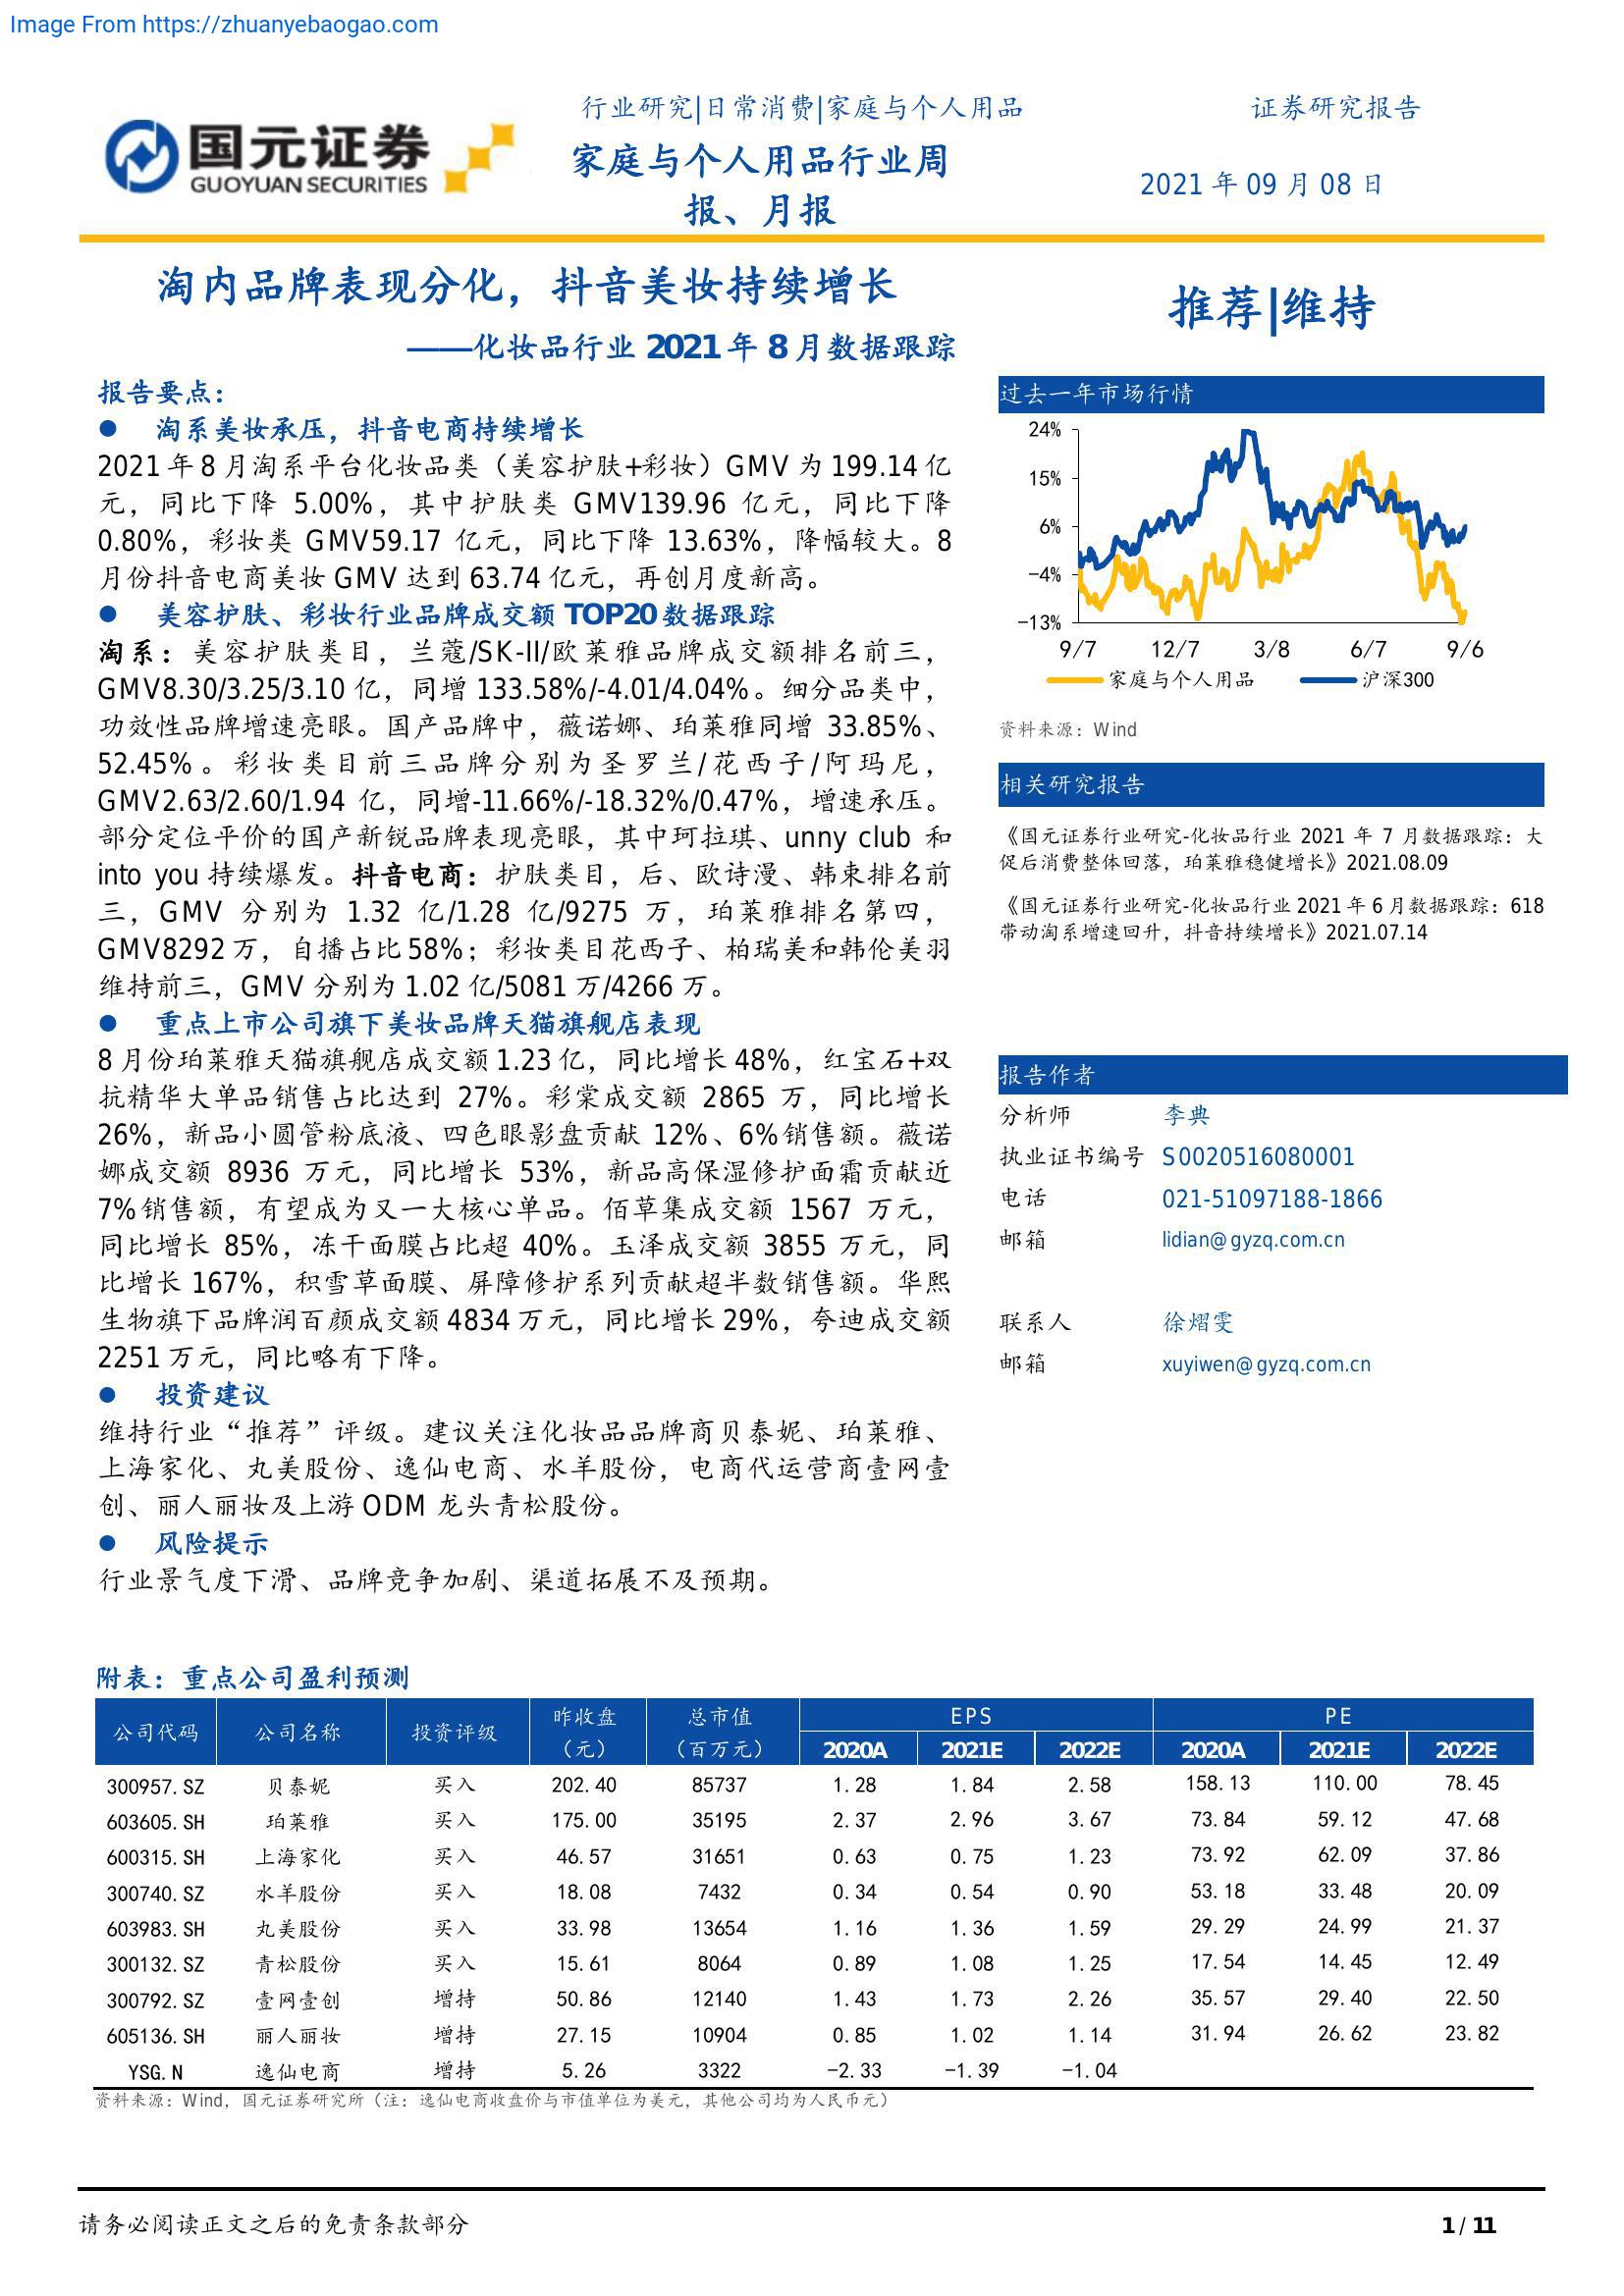 Image From https://zhuanyebaogao.com
国元证券
GUOYUAN SECURITIES
行业研究|日常消费|家庭与个人用品
证券研究报告
家庭与个人用品行业周
报、月报
2021 年 09 月 08 日
淘内品牌表现分化，抖音美妆持续增长
——化妆品行业 2021 年 8 月数据跟踪
报告要点：
● 淘系美妆承压，抖音电商持续增长
2021 年 8 月淘系平台化妆品类（美容护肤+彩妆）GMV 为 199.14 亿
元，同比下降 5.00%，其中护肤类 GMV139.96 亿元，同比下降
0.80%，彩妆类 GMV59.17 亿元，同比下降 13.63%，降幅较大。8
月份抖音电商美妆 GMV 达到 63.74 亿元，再创月度新高。
● 美容护肤、彩妆行业品牌成交额 TOP20 数据跟踪
淘系：美容护肤类目，兰蔻/SK-II/欧莱雅品牌成交额排名前三，
GMV8.30/3.25/3.10 亿，同增 133.58%/-4.01/4.04%。细分品类中，
功效性品牌增速亮眼。国产品牌中，薇诺娜、珀莱雅同增 33.85%、
52.45%。彩妆类目前三品牌分别为圣罗兰/花西子/阿玛尼，
GMV2.63/2.60/1.94 亿，同增-11.66%/-18.32%/0.47%，增速承压。
部分定位平价的国产新锐品牌表现亮眼，其中珂拉琪、unny club 和
into you 持续爆发。抖音电商：护肤类目，后、欧诗漫、韩束排名前
三，GMV 分别为 1.32 亿/1.28 亿/9275 万，珀莱雅排名第四，
GMV8292 万，自播占比 58%；彩妆类目花西子、柏瑞美和韩伦美羽
维持前三，GMV 分别为 1.02 亿/5081 万/4266 万。
● 重点上市公司旗下美妆品牌天猫旗舰店表现
8 月份珀莱雅天猫旗舰店成交额 1.23 亿，同比增长 48%，红宝石+双
抗精华大单品销售占比达到 27%。彩棠成交额 2865 万，同比增长
26%，新品小圆管粉底液、四色眼影盘贡献 12%、6%销售额。薇诺
娜成交额 8936 万元，同比增长 53%，新品高保湿修护面霜贡献近
7%销售额，有望成为又一大核心单品。佰草集成交额 1567 万元，
同比增长 85%，冻干面膜占比超 40%。玉泽成交额 3855 万元，同
比增长 167%，积雪草面膜、屏障修护系列贡献超半数销售额。华熙
生物旗下品牌润百颜成交额 4834 万元，同比增长 29%，夸迪成交额
2251 万元，同比略有下降。
● 投资建议
维持行业“推荐”评级。建议关注化妆品品牌商贝泰妮、珀莱雅、
上海家化、丸美股份、逸仙电商、水羊股份，电商代运营商壹网壹
创、丽人丽妆及上游 ODM 龙头青松股份。
● 风险提示
行业景气度下滑、品牌竞争加剧、渠道拓展不及预期。
推荐|维持
过去一年市场行情
24%
15%
6%
-4%
-13%
9/7 12/7 3/8 6/7 9/6
家庭与个人用品 沪深300
资料来源：Wind
相关研究报告
《国元证券行业研究-化妆品行业 2021 年 7 月数据跟踪：大
促后消费整体回落，珀莱雅稳健增长》2021.08.09
《国元证券行业研究-化妆品行业 2021 年 6 月数据跟踪：618
带动淘系增速回升，抖音持续增长》2021.07.14
报告作者
分析师 李典
执业证书编号 S0020516080001
电话 021-51097188-1866
邮箱 lidian@gyzq.com.cn
联系人 徐熠雯
邮箱 xuyiwen@gyzq.com.cn
附表：重点公司盈利预测
公司代码 公司名称 投资评级 昨收盘（元） 总市值（百万元） EPS PE
2020A 2021E 2022E 2020A 2021E 2022E
300957.SZ 贝泰妮 买入 202.40 85737 1.28 1.84 2.58 158.13 110.00 78.45
603605.SH 珀莱雅 买入 175.00 35195 2.37 2.96 3.67 73.84 59.12 47.68
600315.SH 上海家化 买入 46.57 31651 0.63 0.75 1.23 73.92 62.09 37.86
300740.SZ 水羊股份 买入 18.08 7432 0.34 0.54 0.90 53.18 33.48 20.09
603983.SH 丸美股份 买入 33.98 13654 1.16 1.36 1.59 29.29 24.99 21.37
300132.SZ 青松股份 买入 15.61 8064 0.89 1.08 1.25 17.54 14.45 12.49
300792.SZ 壹网壹创 增持 50.86 12140 1.43 1.73 2.26 35.57 29.40 22.50
605136.SH 丽人丽妆 增持 27.15 10904 0.85 1.02 1.14 31.94 26.62 23.82
YSG.N 逸仙电商 增持 5.26 3322 -2.33 -1.39 -1.04
资料来源：Wind，国元证券研究所（注：逸仙电商收盘价与市值单位为美元，其他公司均为人民币元）
请务必阅读正文之后的免责条款部分
1 / 11